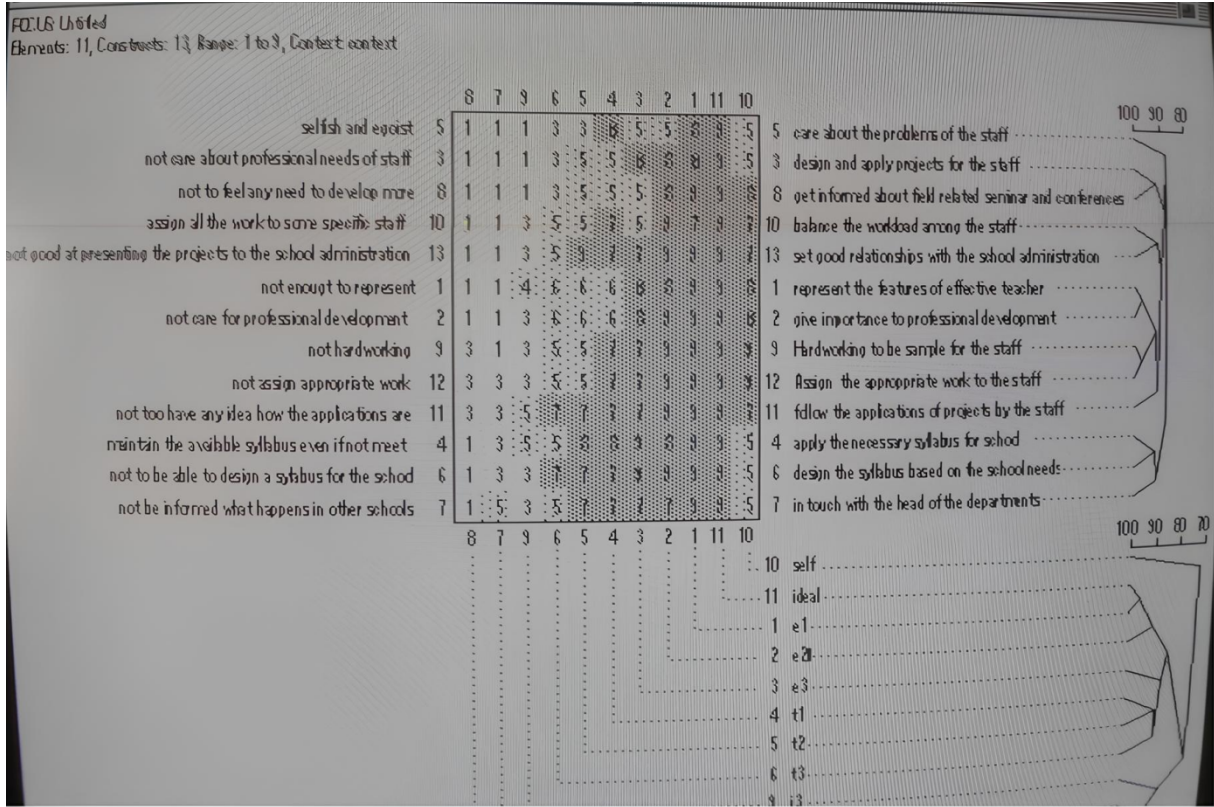 FOCUS: Untitled
Elements: 11, Constructs: 13, Range: 1 to 9, Context: context
8 7 9 6 5 4 3 2 1 11 10
100 90 80
selfish and egoist 5 1 1 1 3 3 8 5 5 8 9 5 5 care about the problems of the staff
not care about professional needs of staff 3 1 1 1 3 5 5 8 8 8 9 5 3 design and apply projects for the staff
not to feel any need to develop more 8 1 1 1 3 5 5 5 8 9 9 8 8 get informed about field related seminar and conferences
assign all the work to some specific staff 10 1 1 3 5 5 7 5 9 7 9 7 10 balance the workload among the staff
not good at presenting the projects to the school administration 13 1 1 3 5 9 7 7 9 9 9 7 13 set good relationships with the school administration
not enougt to represent 1 1 1 4 6 6 6 8 8 9 9 8 1 represent the features of effective teacher
not care for professional development 2 1 1 3 6 6 6 8 9 9 9 8 2 give importance to professional development
not hardworking 9 3 1 3 5 5 7 7 9 9 9 9 Hardworking to be sample for the staff
not assign appropriate work 12 3 3 3 5 5 7 7 9 9 9 12 Assign the appropriate work to the staff
not too have any idea how the applications are 11 3 3 5 7 7 7 7 9 9 9 7 11 follow the applications of projects by the staff
maintain the available syllabus even if not meet 4 1 3 5 5 8 8 9 8 9 9 5 4 apply the necessary syllabus for school
not to be able to design a syllabus for the school 6 1 3 3 7 7 7 9 9 9 9 5 6 design the syllabus based on the school needs
not be informed what happens in other schools 7 1 5 3 5 7 7 7 7 9 9 5 7 in touch with the head of the departments
8 7 9 6 5 4 3 2 1 11 10
100 90 80 70
10 self
11 ideal
1 e1
2 e2
3 e3
4 t1
5 t2
6 t3
9 i3